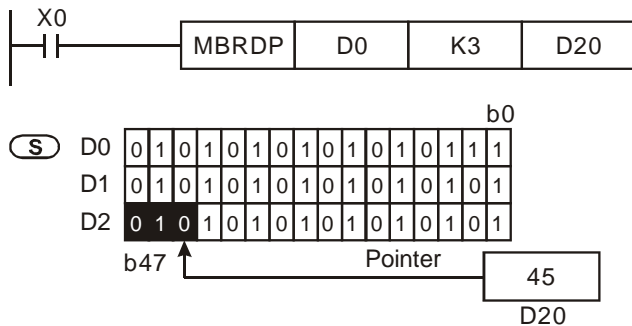 X0
MBRDP D0 K3 D20
b0
S D0 0 1 0 1 0 1 0 1 0 1 0 1 0 1 1 1
D1 0 1 0 1 0 1 0 1 0 1 0 1 0 1 0 1
D2 0 1 0 1 0 1 0 1 0 1 0 1 0 1 0 1
b47 Pointer 45
D20